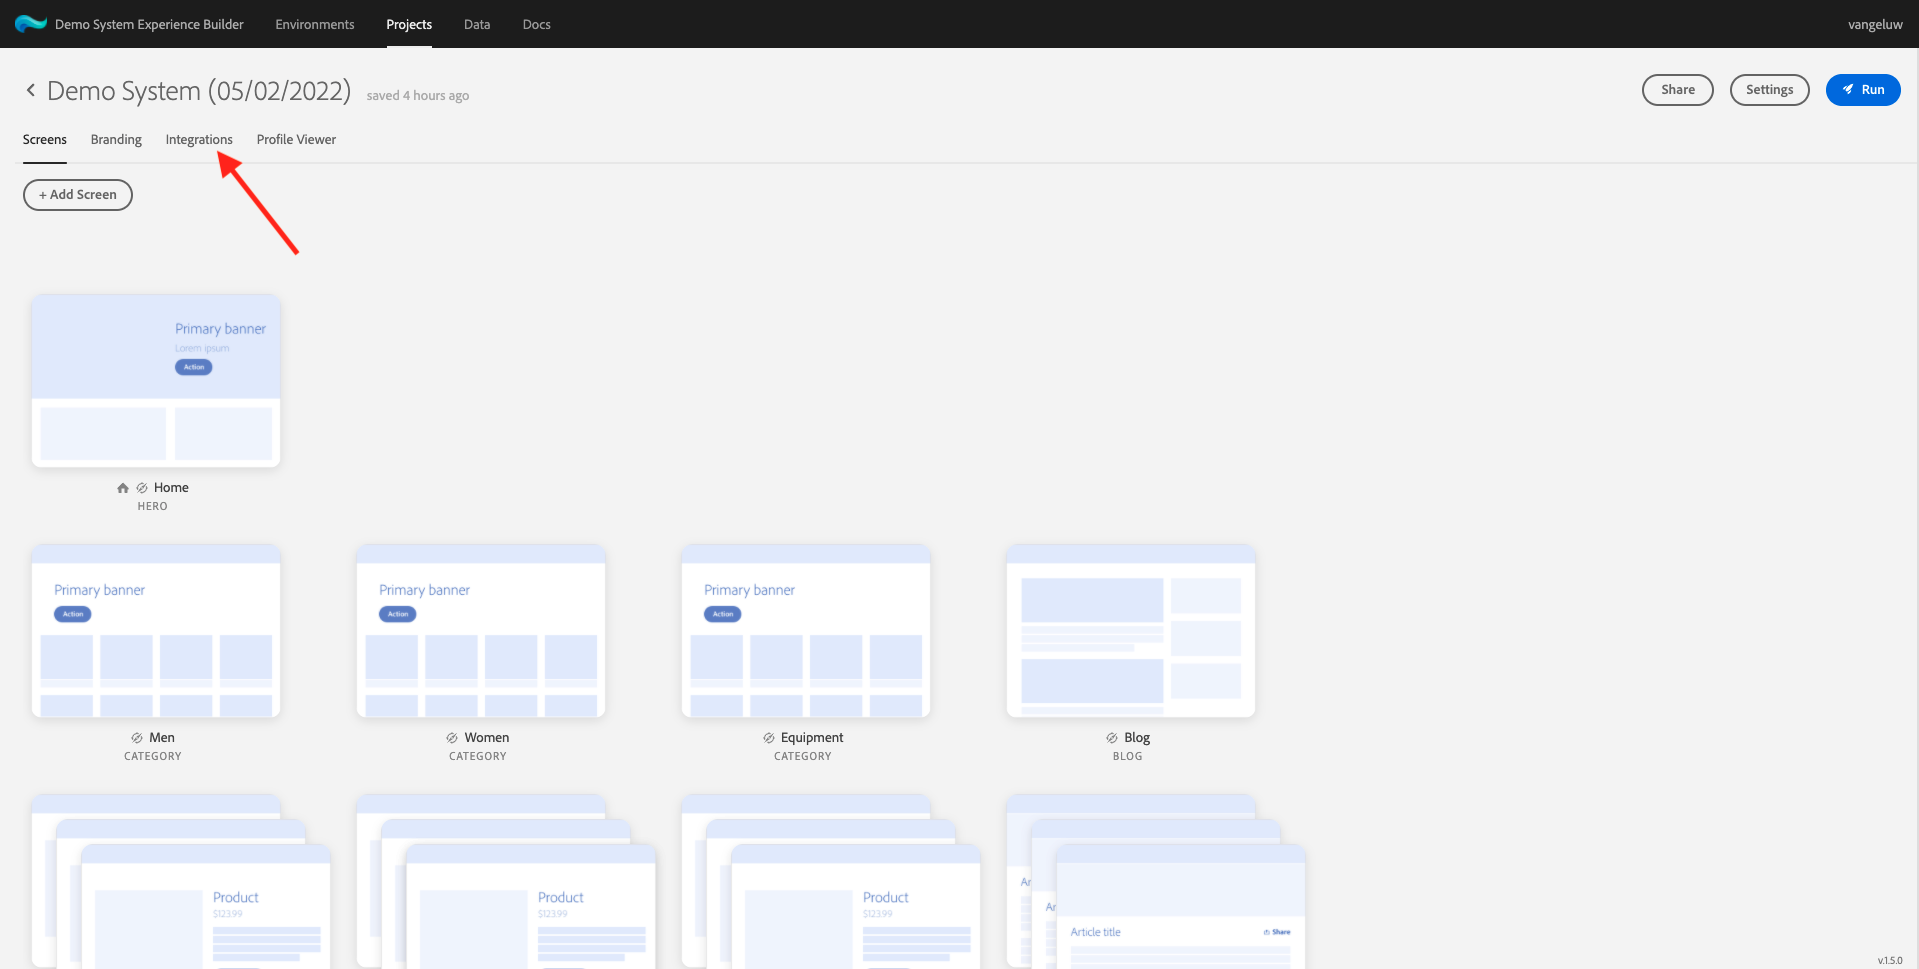 Demo System Experience Builder Environments Projects Data Docs vangeluw
Demo System (05/02/2022) saved 4 hours ago Share Settings Run
Screens Branding Integrations Profile Viewer
+ Add Screen
Primary banner
Lorem ipsum
Action
Home
HERO
Primary banner Primary banner Primary banner
Action Action Action
Men Women Equipment Blog
CATEGORY CATEGORY CATEGORY BLOG
Product Product Product
$123.99 $123.99 $123.99
Ar
Ar
Article title Share
v.1.5.0